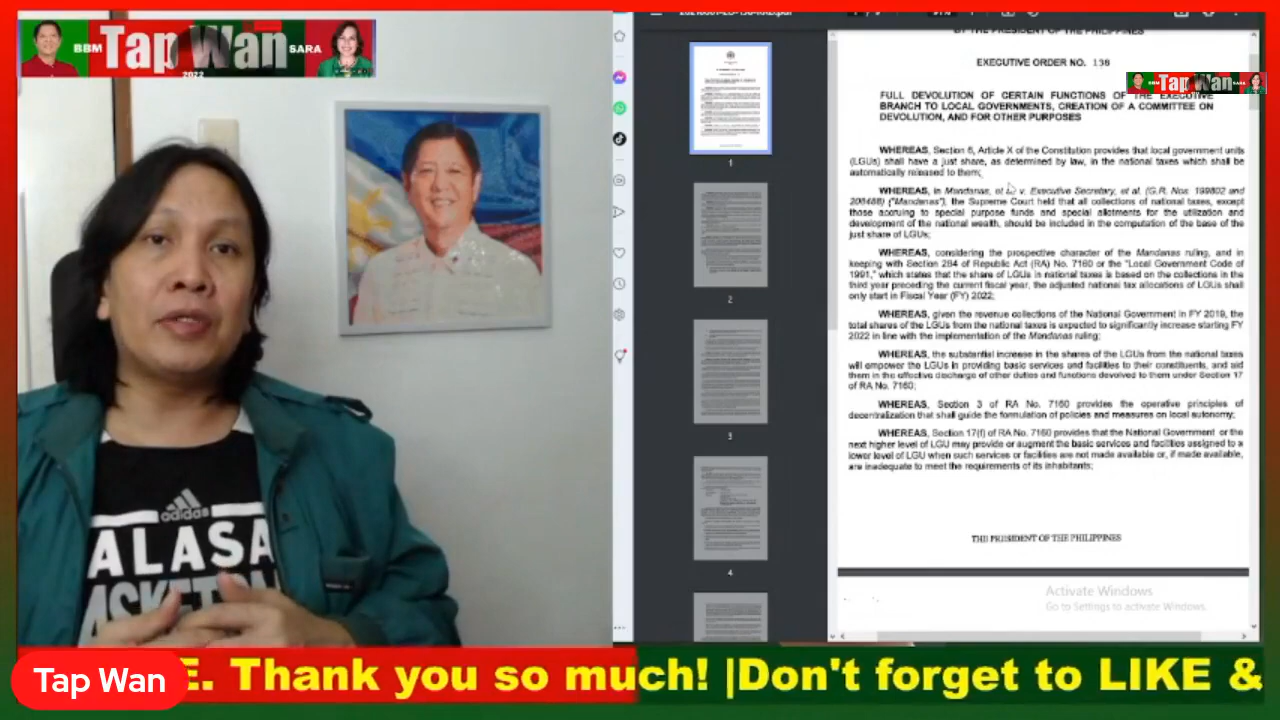 BBM Tap Wan SARA
2022
BY THE PRESIDENT OF THE PHILIPPINES
EXECUTIVE ORDER NO. 138
BBM Tap Wan SARA
FULL DEVOLUTION OF CERTAIN FUNCTIONS OF THE EXECUTIVE
BRANCH TO LOCAL GOVERNMENTS, CREATION OF A COMMITTEE ON
DEVOLUTION, AND FOR OTHER PURPOSES
WHEREAS, Section 6, Article X of the Constitution provides that local government units
(LGUs) shall have a just share, as determined by law, in the national taxes which shall be
automatically released to them;
WHEREAS, in Mandanas, et v. Executive Secretary, et al. (G.R. Nos. 199802 and
208488) ("Mandanas"), the Supreme Court held that all collections of national taxes, except
those accruing to special purpose funds and special allotments for the utilization and
development of the national wealth, should be included in the computation of the base of the
just share of LGUs;
WHEREAS, considering the prospective character of the Mandanas ruling, and in
keeping with Section 284 of Republic Act (RA) No. 7160 or the "Local Government Code of
1991," which states that the share of LGUs in national taxes is based on the collections in the
third year preceding the current fiscal year, the adjusted national tax allocations of LGUs shall
only start in Fiscal Year (FY) 2022;
WHEREAS, given the revenue collections of the National Government in FY 2019, the
total shares of the LGUs from the national taxes is expected to significantly increase starting FY
2022 in line with the implementation of the Mandanas ruling;
WHEREAS, the substantial increase in the shares of the LGUs from the national taxes
will empower the LGUs in providing basic services and facilities to their constituents, and aid
them in the effective discharge of other duties and functions devolved to them under Section 17
of RA No. 7160;
WHEREAS, Section 3 of RA No. 7160 provides the operative principles of
decentralization that shall guide the formulation of policies and measures on local autonomy;
WHEREAS, Section 17(f) of RA No. 7160 provides that the National Government or the
next higher level of LGU may provide or augment the basic services and facilities assigned to a
lower level of LGU when such services or facilities are not made available or, if made available,
are inadequate to meet the requirements of its inhabitants;
THE PRESIDENT OF THE PHILIPPINES
1
2
3
4
Activate Windows
Go to Settings to activate Windows.
adidas
ALASA
Tap Wan
E. Thank you so much! |Don't forget to LIKE &